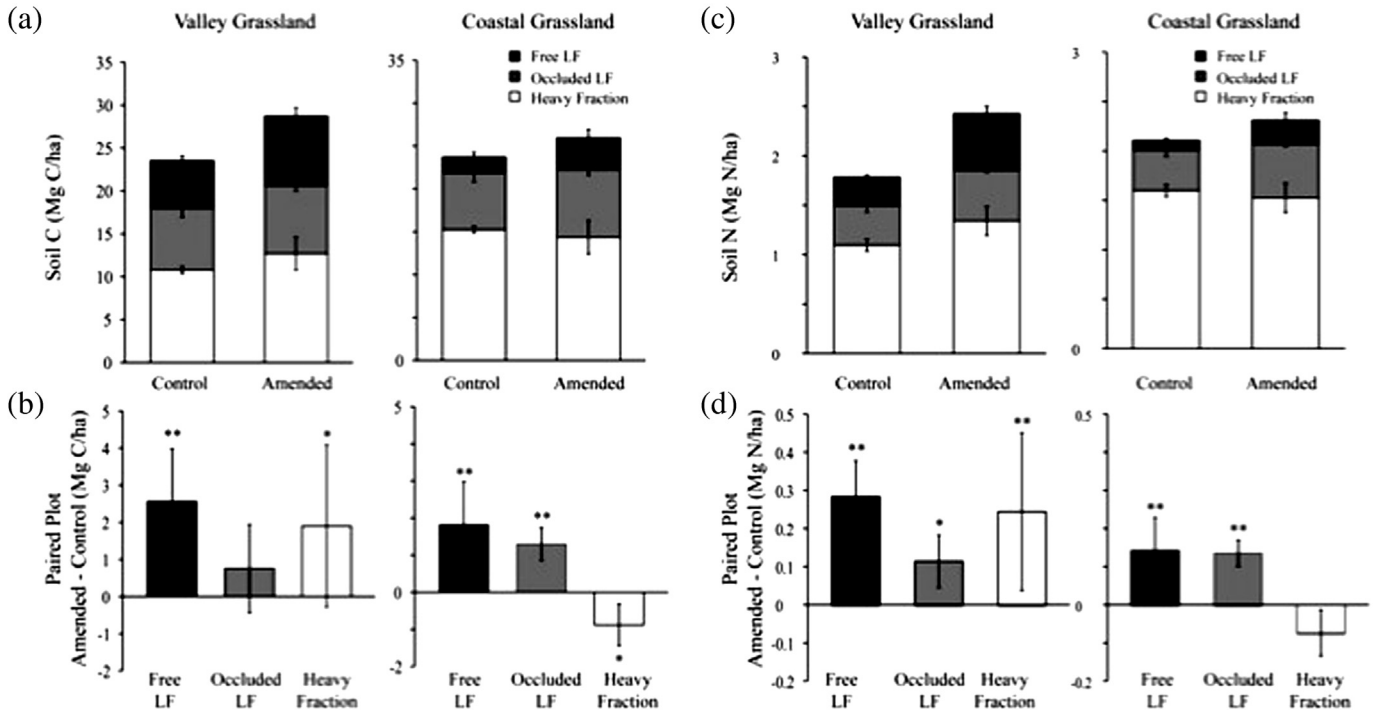 (a)
Valley Grassland
Coastal Grassland
Soil C (Mg C/ha)
35
30
25
20
15
10
5
0
35
0
Free LF
Occluded LF
Heavy Fraction
Control
Amended
Control
Amended
(c)
Valley Grassland
Coastal Grassland
Soil N (Mg N/ha)
3
2
1
0
3
0
Free LF
Occluded LF
Heavy Fraction
Control
Amended
Control
Amended
(b)
Paired Plot
Amended - Control (Mg C/ha)
5
4
3
2
1
0
-1
-2
**
*
5
0
-2
**
**
*
Free
LF
Occluded
LF
Heavy
Fraction
Free
LF
Occluded
LF
Heavy
Fraction
(d)
Paired Plot
Amended - Control (Mg N/ha)
0.5
0.4
0.3
0.2
0.1
0
-0.1
-0.2
**
*
**
0.5
0
-0.2
**
**
Free
LF
Occluded
LF
Heavy
Fraction
Free
LF
Occluded
LF
Heavy
Fraction